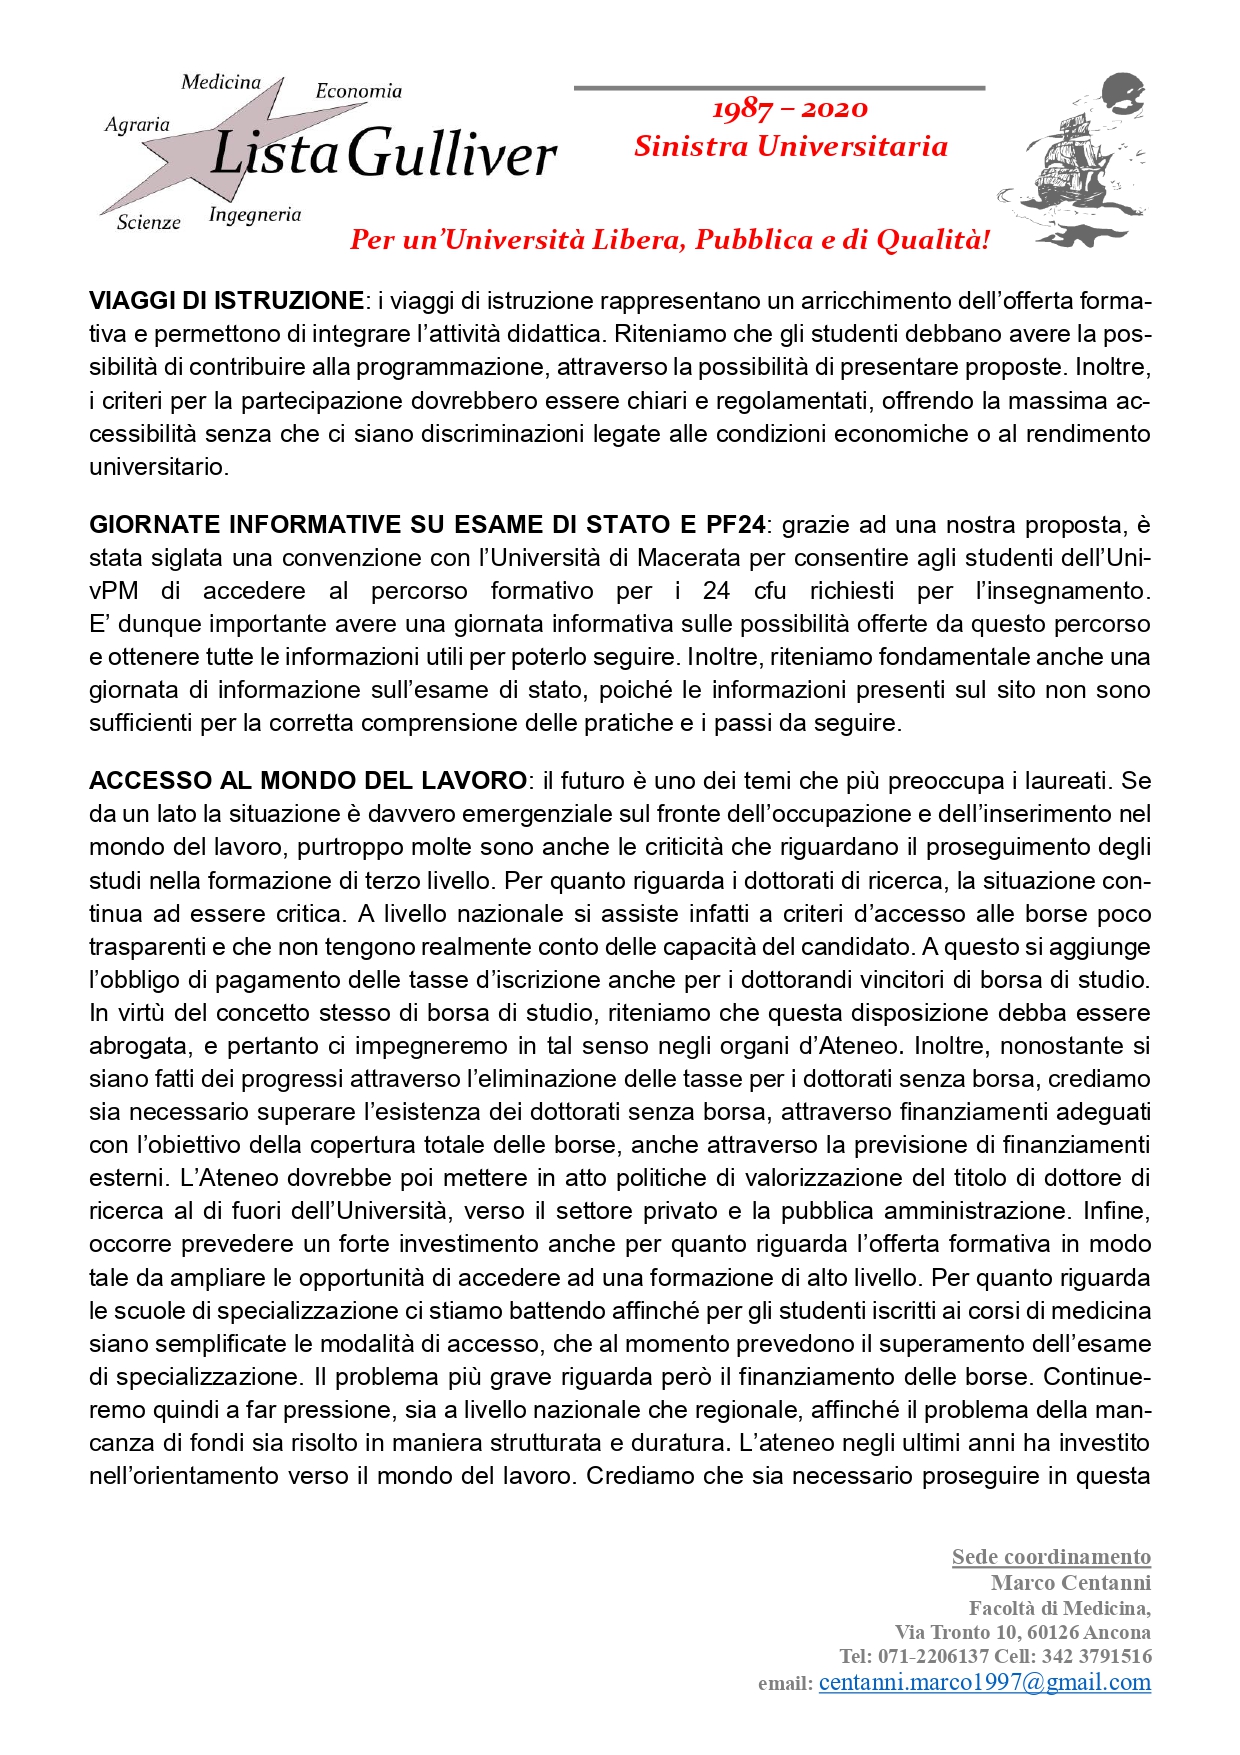 Medicina
Economia
Agraria
Lista Gulliver
Scienze
Ingegneria
1987 – 2020
Sinistra Universitaria
Per un’Università Libera, Pubblica e di Qualità!
VIAGGI DI ISTRUZIONE: i viaggi di istruzione rappresentano un arricchimento dell’offerta forma-
tiva e permettono di integrare l’attività didattica. Riteniamo che gli studenti debbano avere la pos-
sibilità di contribuire alla programmazione, attraverso la possibilità di presentare proposte. Inoltre,
i criteri per la partecipazione dovrebbero essere chiari e regolamentati, offrendo la massima ac-
cessibilità senza che ci siano discriminazioni legate alle condizioni economiche o al rendimento
universitario.
GIORNATE INFORMATIVE SU ESAME DI STATO E PF24: grazie ad una nostra proposta, è
stata siglata una convenzione con l’Università di Macerata per consentire agli studenti dell’Uni-
vPM di accedere al percorso formativo per i 24 cfu richiesti per l’insegnamento.
E’ dunque importante avere una giornata informativa sulle possibilità offerte da questo percorso
e ottenere tutte le informazioni utili per poterlo seguire. Inoltre, riteniamo fondamentale anche una
giornata di informazione sull’esame di stato, poiché le informazioni presenti sul sito non sono
sufficienti per la corretta comprensione delle pratiche e i passi da seguire.
ACCESSO AL MONDO DEL LAVORO: il futuro è uno dei temi che più preoccupa i laureati. Se
da un lato la situazione è davvero emergenziale sul fronte dell’occupazione e dell’inserimento nel
mondo del lavoro, purtroppo molte sono anche le criticità che riguardano il proseguimento degli
studi nella formazione di terzo livello. Per quanto riguarda i dottorati di ricerca, la situazione con-
tinua ad essere critica. A livello nazionale si assiste infatti a criteri d’accesso alle borse poco
trasparenti e che non tengono realmente conto delle capacità del candidato. A questo si aggiunge
l’obbligo di pagamento delle tasse d’iscrizione anche per i dottorandi vincitori di borsa di studio.
In virtù del concetto stesso di borsa di studio, riteniamo che questa disposizione debba essere
abrogata, e pertanto ci impegneremo in tal senso negli organi d’Ateneo. Inoltre, nonostante si
siano fatti dei progressi attraverso l’eliminazione delle tasse per i dottorati senza borsa, crediamo
sia necessario superare l’esistenza dei dottorati senza borsa, attraverso finanziamenti adeguati
con l’obiettivo della copertura totale delle borse, anche attraverso la previsione di finanziamenti
esterni. L’Ateneo dovrebbe poi mettere in atto politiche di valorizzazione del titolo di dottore di
ricerca al di fuori dell’Università, verso il settore privato e la pubblica amministrazione. Infine,
occorre prevedere un forte investimento anche per quanto riguarda l’offerta formativa in modo
tale da ampliare le opportunità di accedere ad una formazione di alto livello. Per quanto riguarda
le scuole di specializzazione ci stiamo battendo affinché per gli studenti iscritti ai corsi di medicina
siano semplificate le modalità di accesso, che al momento prevedono il superamento dell’esame
di specializzazione. Il problema più grave riguarda però il finanziamento delle borse. Continue-
remo quindi a far pressione, sia a livello nazionale che regionale, affinché il problema della man-
canza di fondi sia risolto in maniera strutturata e duratura. L’ateneo negli ultimi anni ha investito
nell’orientamento verso il mondo del lavoro. Crediamo che sia necessario proseguire in questa
Sede coordinamento
Marco Centanni
Facoltà di Medicina,
Via Tronto 10, 60126 Ancona
Tel: 071-2206137 Cell: 342 3791516
email: centanni.marco1997@gmail.com